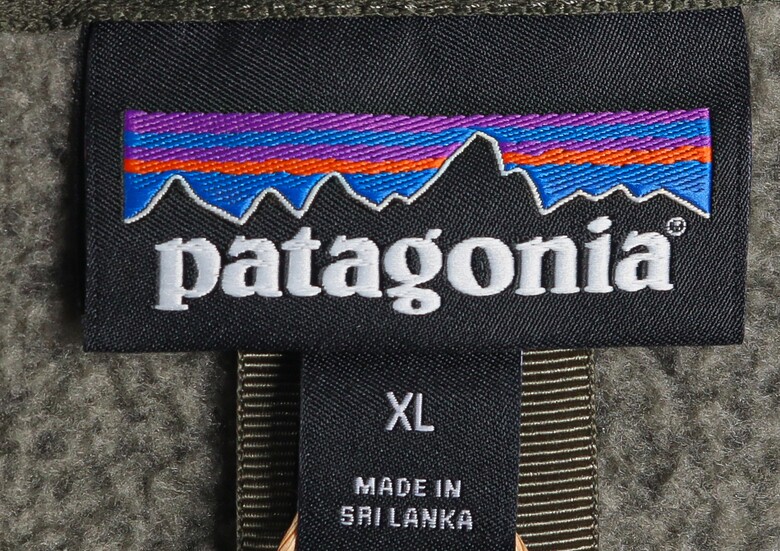 patagonia®
XL
MADE IN
SRI LANKA